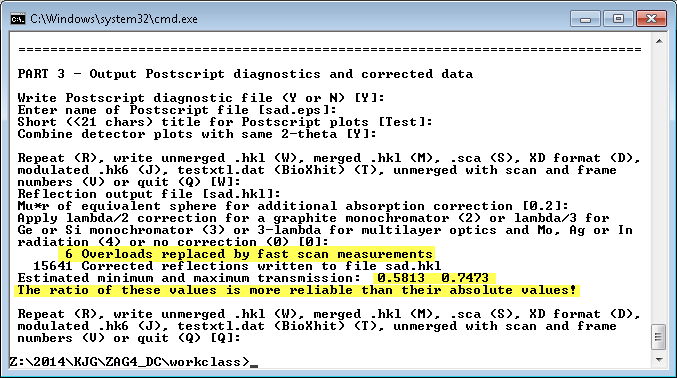 C:\Windows\system32\cmd.exe
==============================================================================
PART 3 - Output Postscript diagnostics and corrected data
Write Postscript diagnostic file (Y or N) [Y]:
Enter name of Postscript file [sad.eps]:
Short (<21 chars) title for Postscript plots [Test]:
Combine detector plots with same 2-theta [Y]:
Repeat (R), write unmerged .hkl (W), merged .hkl (M), .sca (S), XD format (D),
modulated .hk6 (J), testxtl.dat (BioXhit) (T), unmerged with scan and frame
numbers (V) or quit (Q) [W]:
Reflection output file [sad.hkl]:
Mu*r of equivalent sphere for additional absorption correction [0.2]:
Apply lambda/2 correction for a graphite monochromator (2) or lambda/3 for
Ge or Si monochromator (3) or 3-lambda for multilayer optics and Mo, Ag or In
radiation (4) or no correction (0) [0]:
6 Overloads replaced by fast scan measurements
15641 Corrected reflections written to file sad.hkl
Estimated minimum and maximum transmission: 0.5813 0.7473
The ratio of these values is more reliable than their absolute values!
Repeat (R), write unmerged .hkl (W), merged .hkl (M), .sca (S), XD format (D),
modulated .hk6 (J), testxtl.dat (BioXhit) (T), unmerged with scan and frame
numbers (V) or quit (Q) [Q]:
Z:\2014\KJG\ZAG4_DC\workclass>_